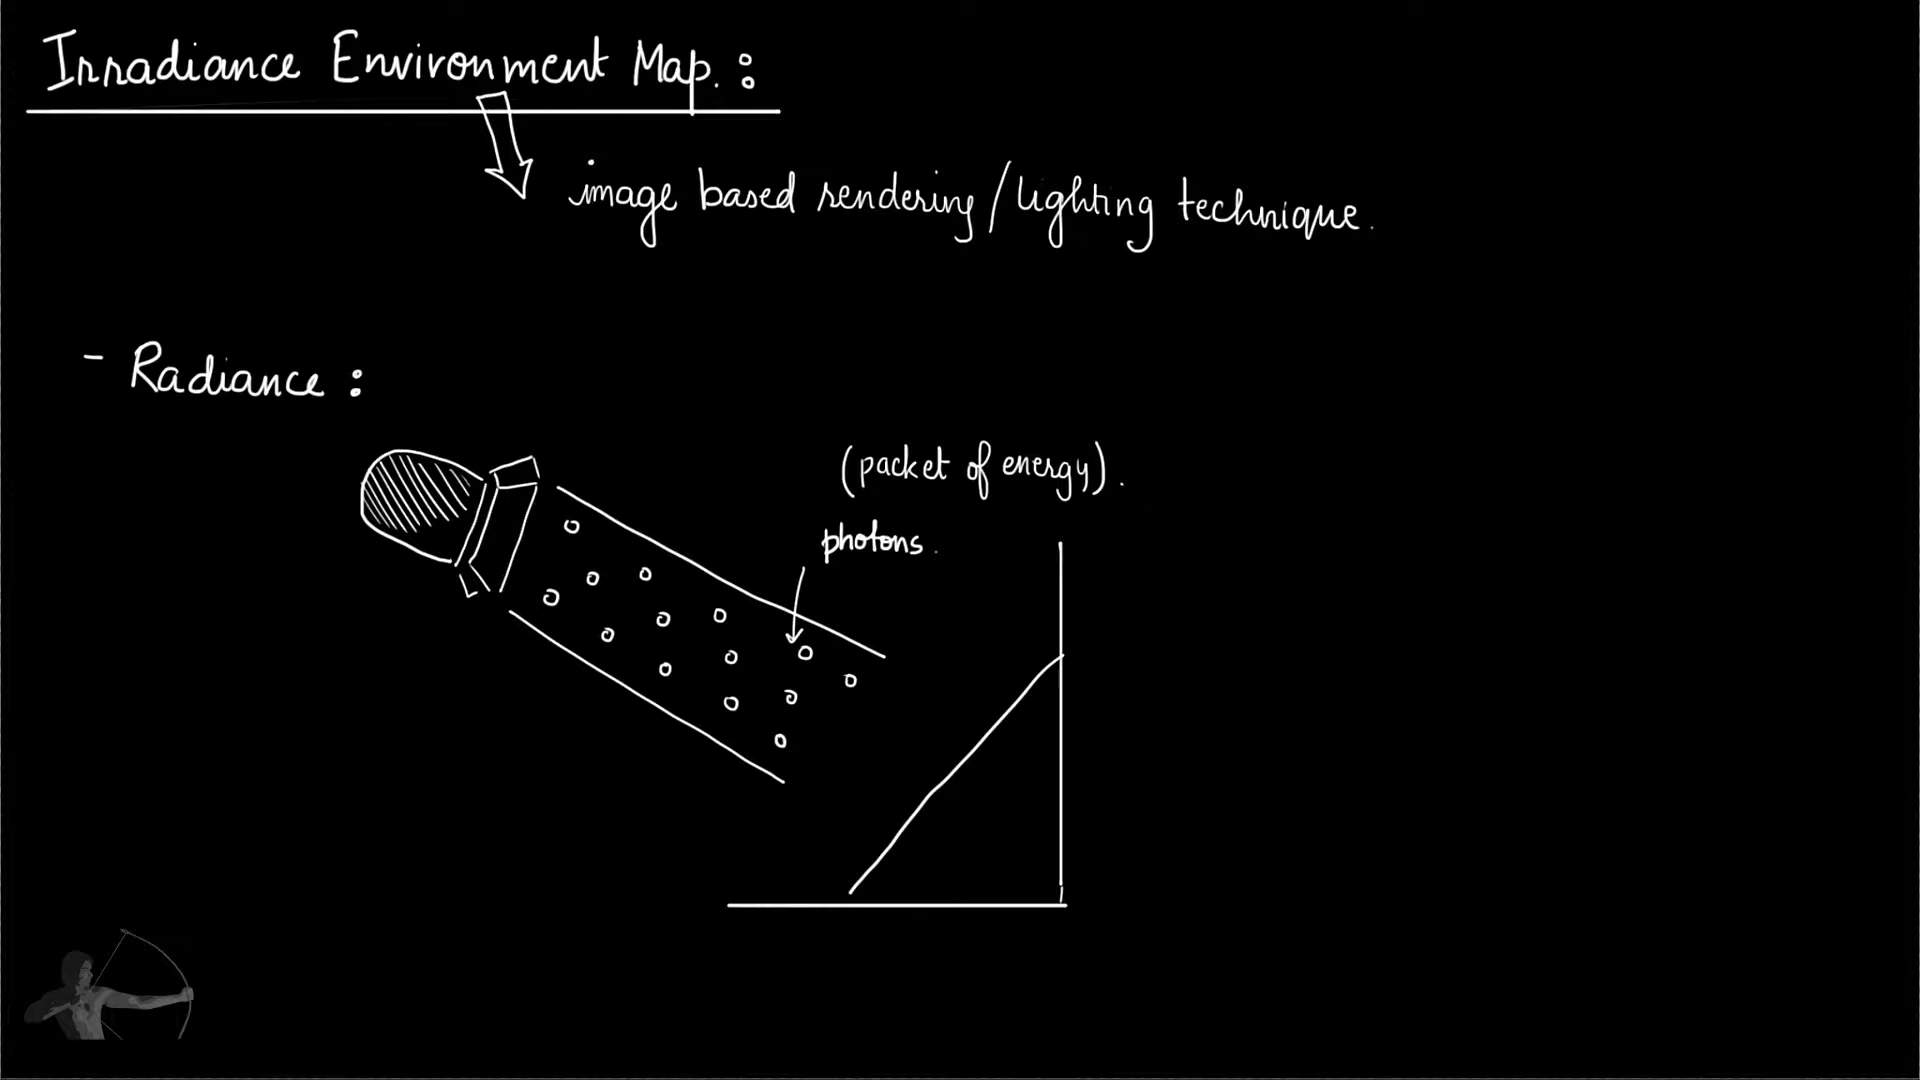 Irradiance Environment Map. :
image based rendering/lighting technique.
- Radiance :
(packet of energy).
photons.